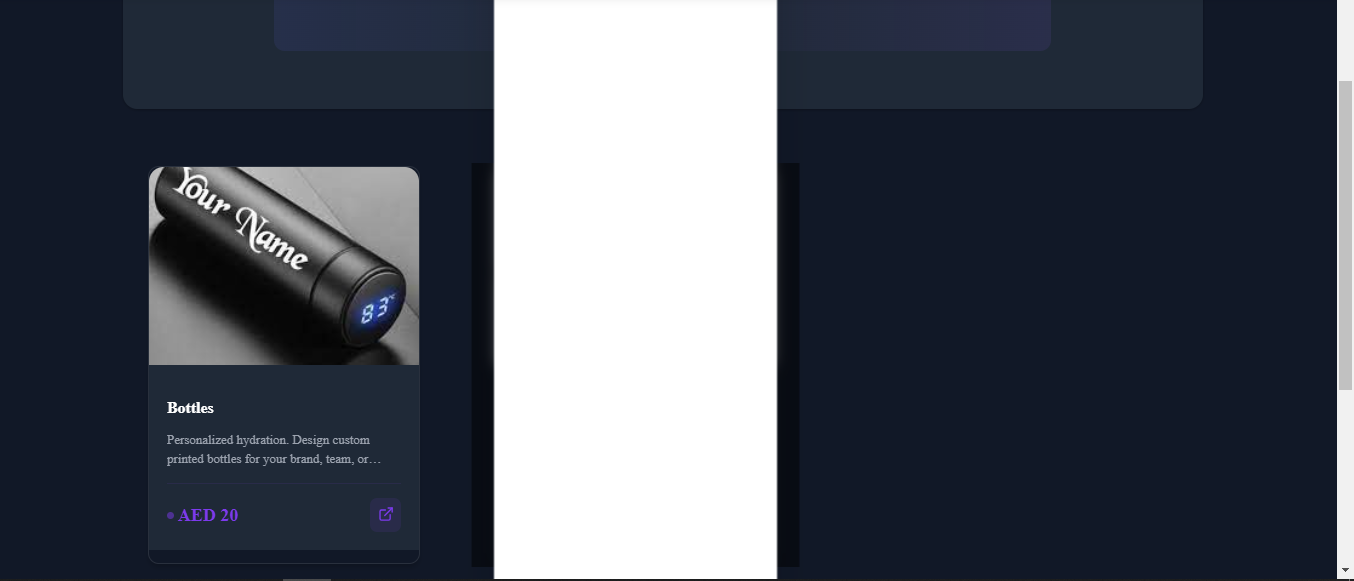 Your Name
83°C
Bottles
Personalized hydration. Design custom
printed bottles for your brand, team, or…
AED 20